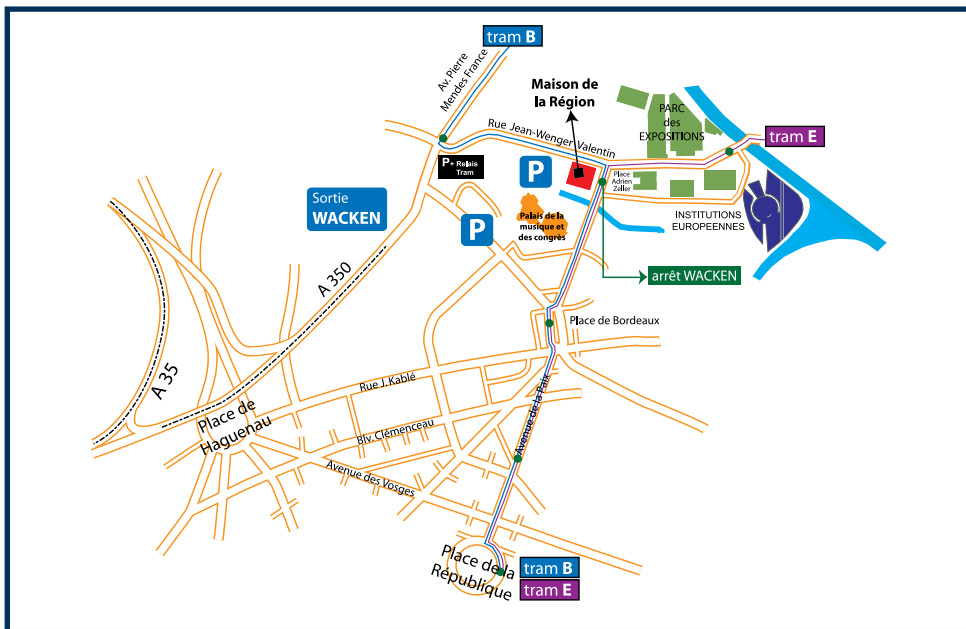 tram B
Av. Pierre
Mendes France
Maison de
la Région
Rue Jean-Wenger Valentin
PARC
des
EXPOSITIONS
tram E
P + Relais
Tram
P
Place
Adrien
Zeller
Sortie
WACKEN
P
Palais de la
musique et
des congrès
INSTITUTIONS
EUROPEENNES
arrêt WACKEN
A 350
Place de Bordeaux
A 35
Rue J. Kablé
Avenue de la Paix
Place de
Haguenau
Blv. Clémenceau
Avenue des Vosges
Place de la
République
tram B
tram E